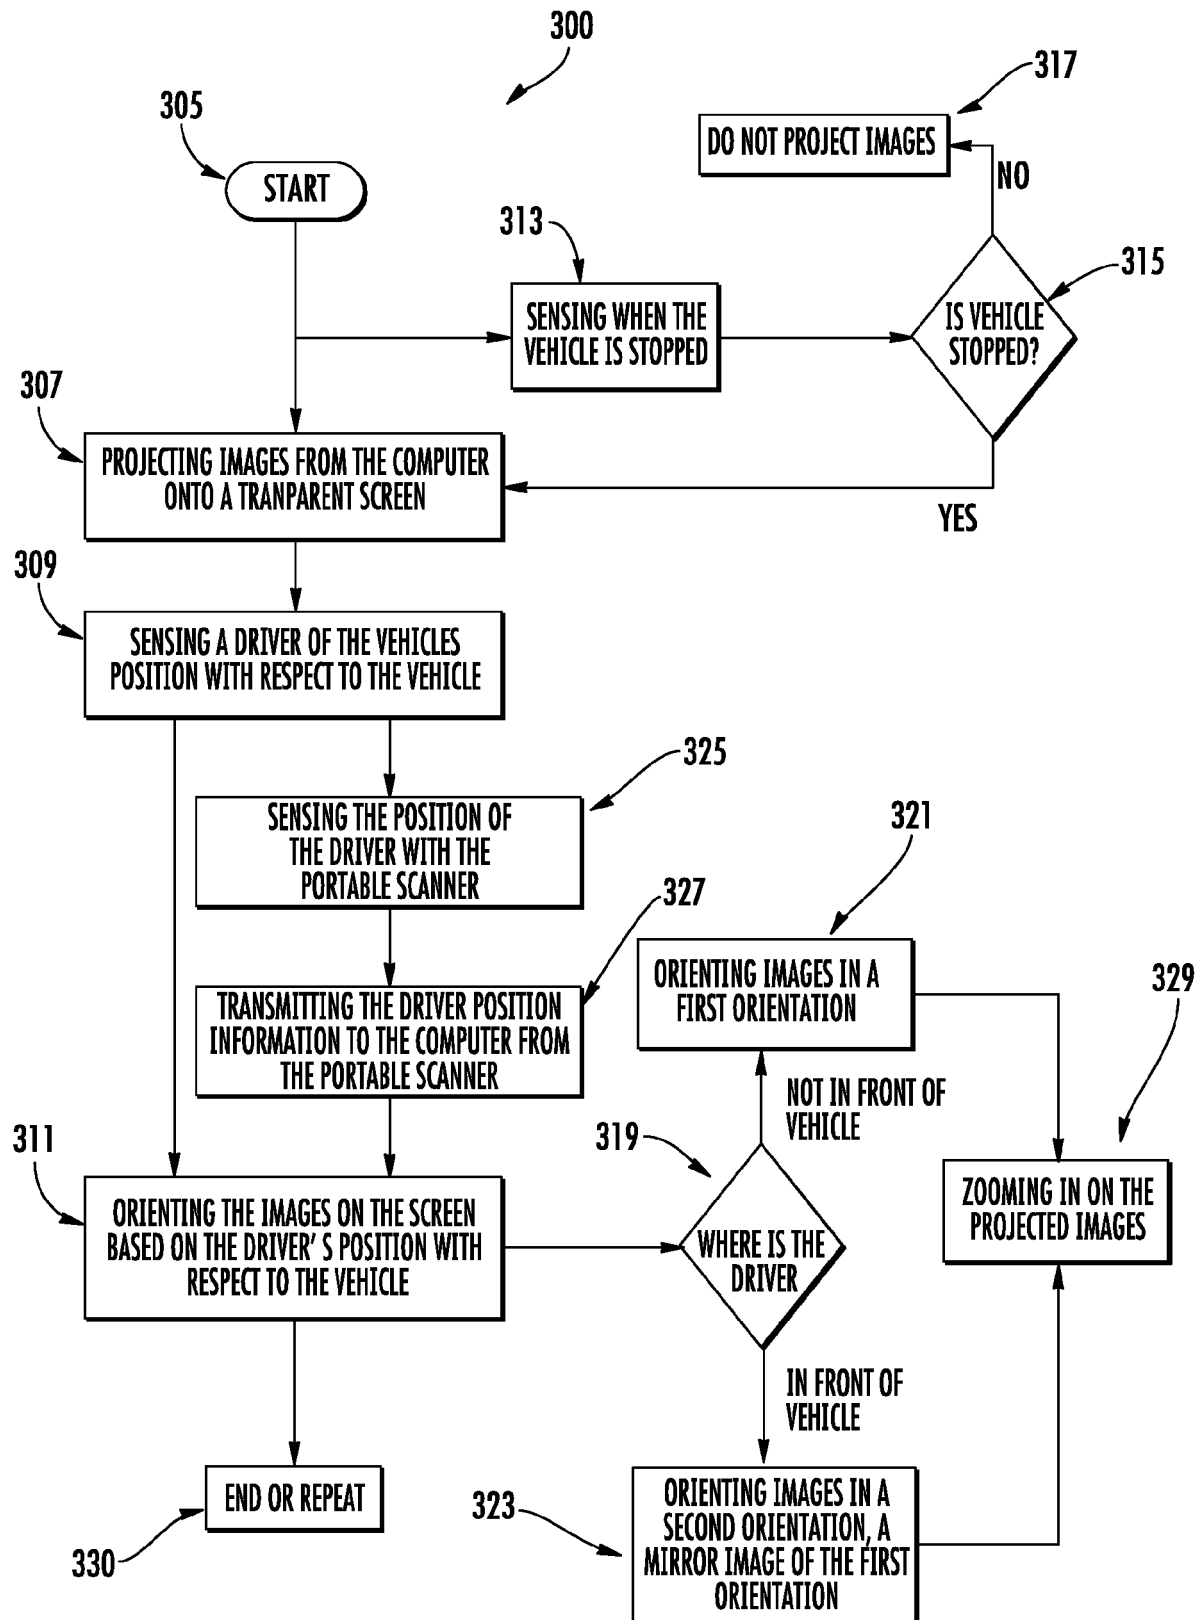 300
317
305
DO NOT PROJECT IMAGES
START
NO
313
315
SENSING WHEN THE
VEHICLE IS STOPPED
IS VEHICLE
STOPPED?
307
PROJECTING IMAGES FROM THE COMPUTER
ONTO A TRANPARENT SCREEN
YES
309
SENSING A DRIVER OF THE VEHICLES
POSITION WITH RESPECT TO THE VEHICLE
325
SENSING THE POSITION OF
THE DRIVER WITH THE
PORTABLE SCANNER
321
327
ORIENTING IMAGES IN A
FIRST ORIENTATION
329
TRANSMITTING THE DRIVER POSITION
INFORMATION TO THE COMPUTER FROM
THE PORTABLE SCANNER
NOT IN FRONT OF
VEHICLE
319
311
ORIENTING THE IMAGES ON THE SCREEN
BASED ON THE DRIVER' S POSITION WITH
RESPECT TO THE VEHICLE
WHERE IS THE
DRIVER
ZOOMING IN ON THE
PROJECTED IMAGES
IN FRONT OF
VEHICLE
END OR REPEAT
330
323
ORIENTING IMAGES IN A
SECOND ORIENTATION, A
MIRROR IMAGE OF THE FIRST
ORIENTATION